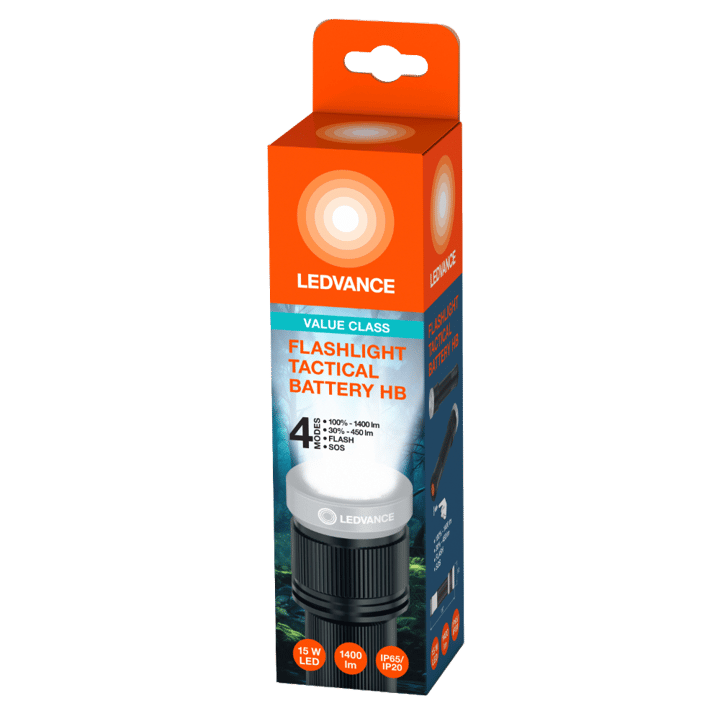 LEDVANCE
VALUE CLASS
FLASHLIGHT
TACTICAL
BATTERY HB
4 MODES
• 100% - 1400 lm
• 30% - 450 lm
• FLASH
• SOS
LEDVANCE
15 W
LED
1400
lm
IP65/
IP20
LEDVANCE
FLASHLIGHT
TACTICAL
BATTERY HB